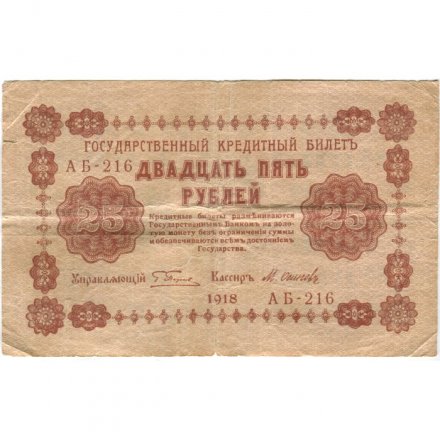 ГОСУДАРСТВЕННЫЙ КРЕДИТНЫЙ БИЛЕТЪ
АБ-216 ДВАДЦАТЬ ПЯТЬ
РУБЛЕЙ
25 25
Кредитные билеты размѣниваются
Государственнымъ Банкомъ на золо-
тую монету безъ ограниченія суммы
и обезпечиваются всѣмъ достояніемъ
Государства.
Управляющій Кассиръ
1918 АБ-216